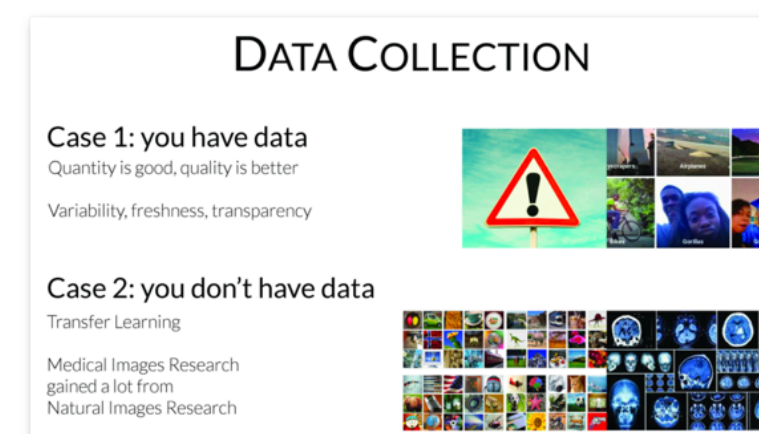 DATA COLLECTION
Case 1: you have data
Quantity is good, quality is better
Variability, freshness, transparency
Airplanes
Bikes
Gorillas
Case 2: you don't have data
Transfer Learning
Medical Images Research
gained a lot from
Natural Images Research